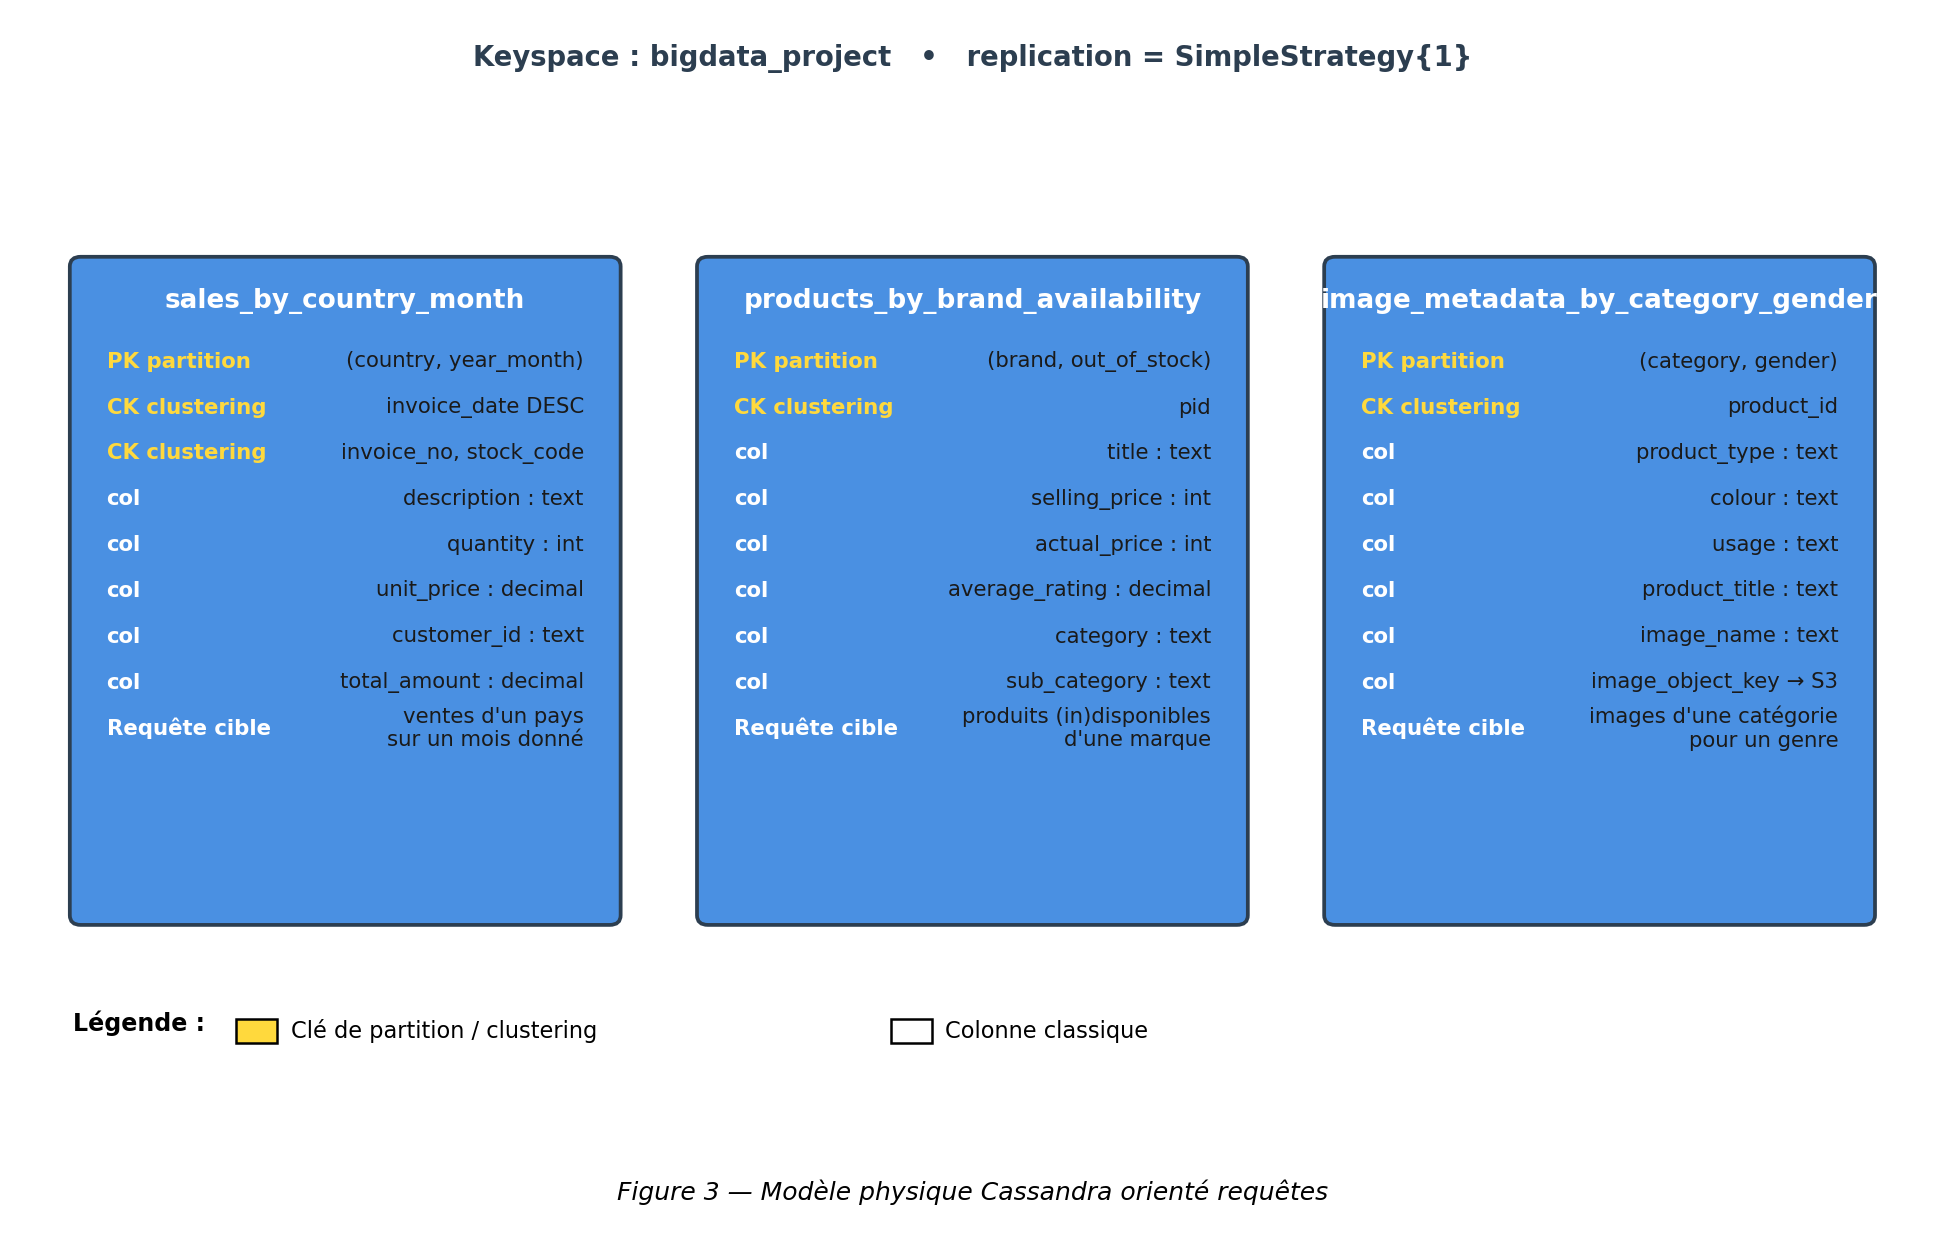 Keyspace : bigdata_project • replication = SimpleStrategy{1}
sales_by_country_month
PK partition (country, year_month)
CK clustering invoice_date DESC
CK clustering invoice_no, stock_code
col description : text
col quantity : int
col unit_price : decimal
col customer_id : text
col total_amount : decimal
Requête cible ventes d'un pays
sur un mois donné
products_by_brand_availability
PK partition (brand, out_of_stock)
CK clustering pid
col title : text
col selling_price : int
col actual_price : int
col average_rating : decimal
col category : text
col sub_category : text
Requête cible produits (in)disponibles
d'une marque
image_metadata_by_category_gender
PK partition (category, gender)
CK clustering product_id
col product_type : text
col colour : text
col usage : text
col product_title : text
col image_name : text
col image_object_key → S3
Requête cible images d'une catégorie
pour un genre
Légende : Clé de partition / clustering Colonne classique
Figure 3 — Modèle physique Cassandra orienté requêtes